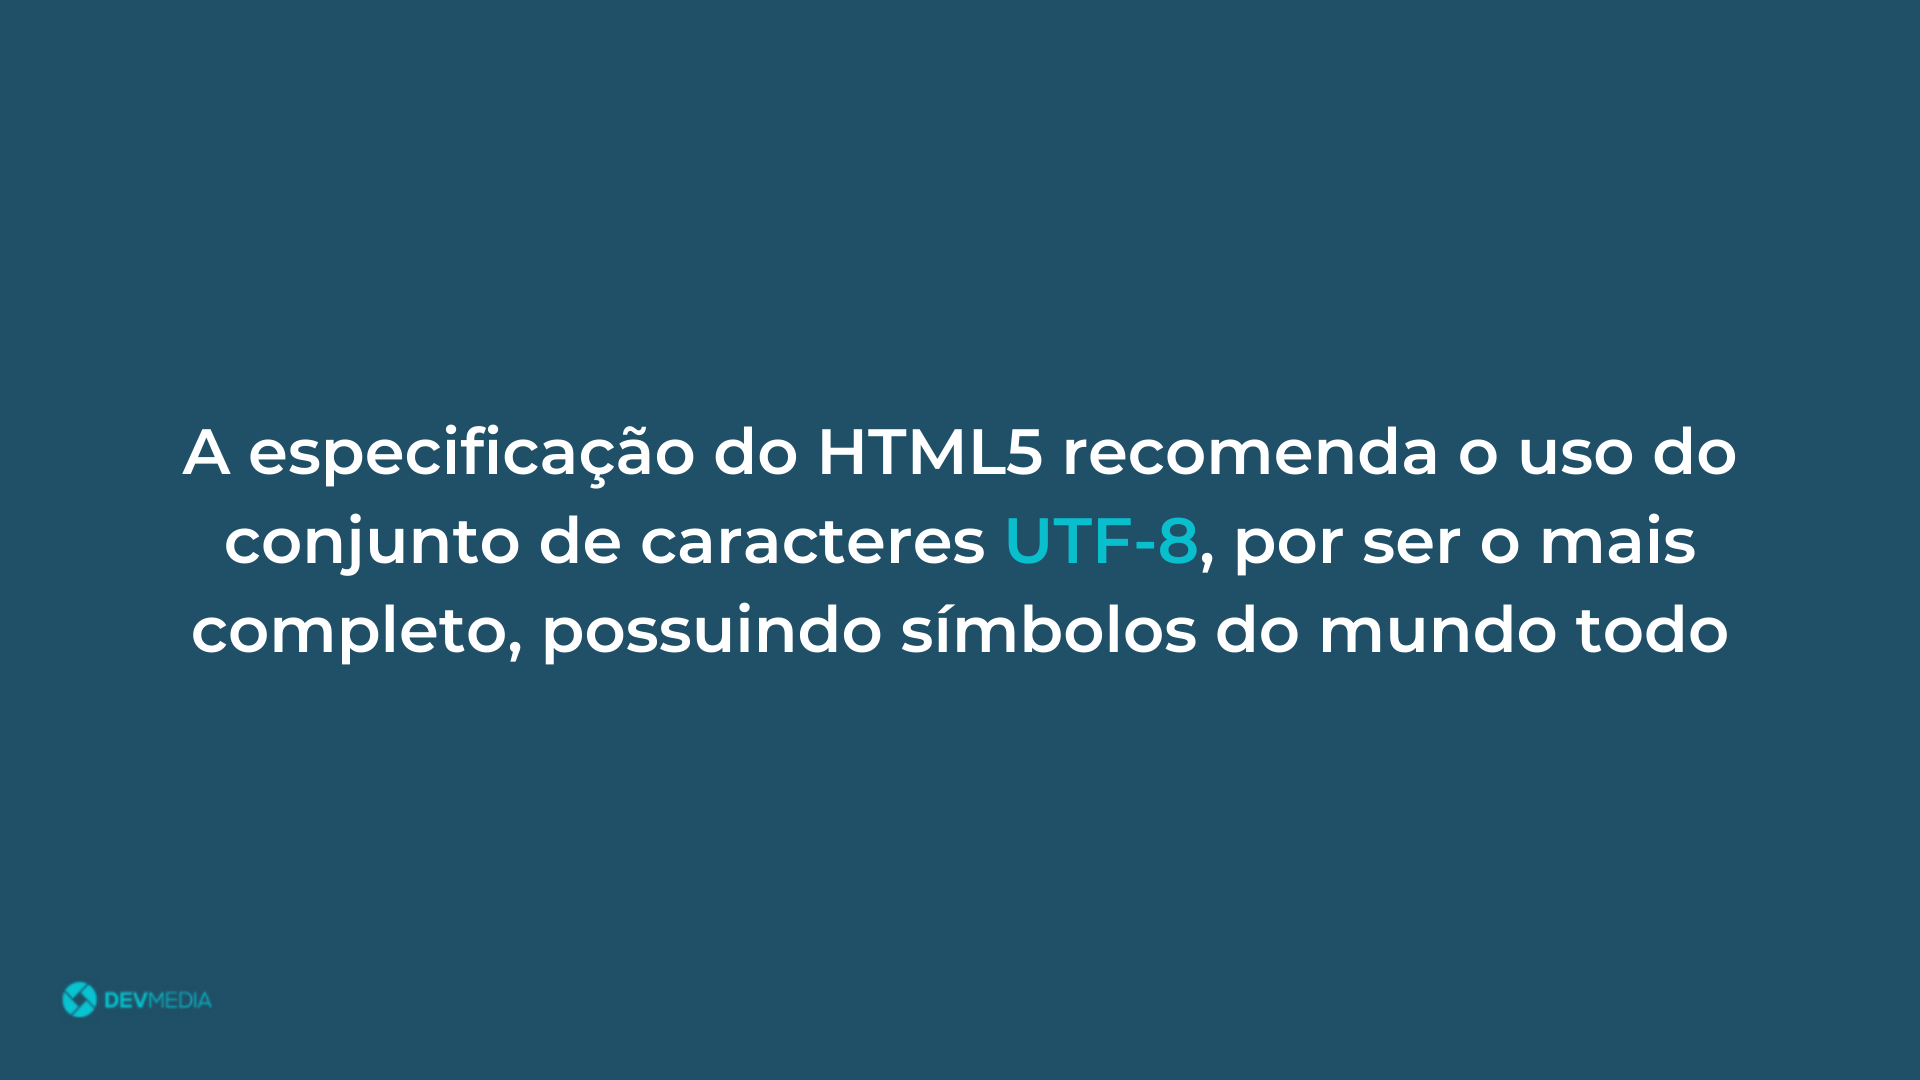 A especificação do HTML5 recomenda o uso do
conjunto de caracteres UTF-8, por ser o mais
completo, possuindo símbolos do mundo todo
DEVMEDIA